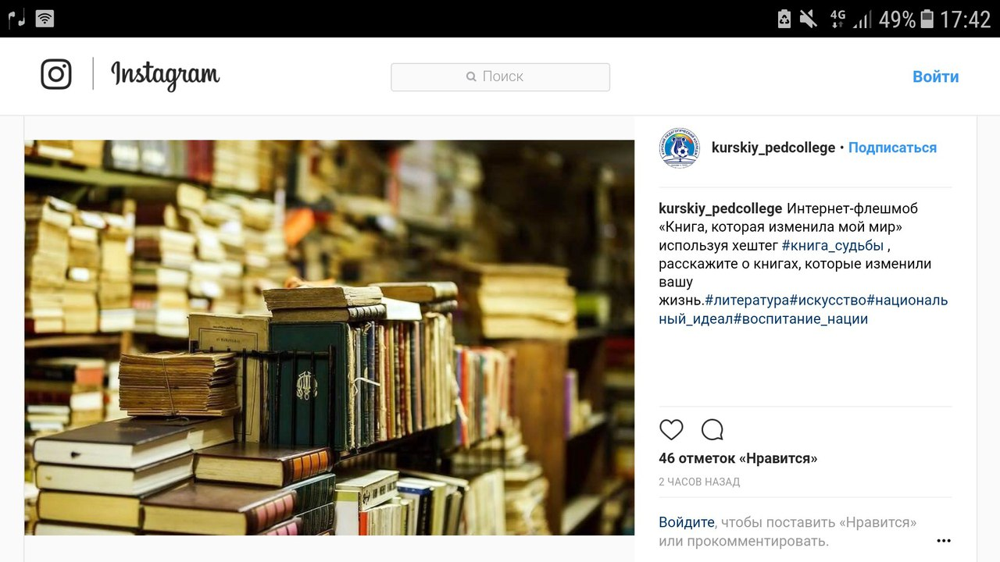 49% 17:42
4G
Instagram
Поиск
Войти
kurskiy_pedcollege • Подписаться
kurskiy_pedcollege Интернет-флешмоб
«Книга, которая изменила мой мир»
используя хештег #книга_судьбы ,
расскажите о книгах, которые изменили
вашу
жизнь.#литература#искусство#националь
ный_идеал#воспитание_нации
46 отметок «Нравится»
2 ЧАСОВ НАЗАД
Войдите, чтобы поставить «Нравится»
или прокомментировать.